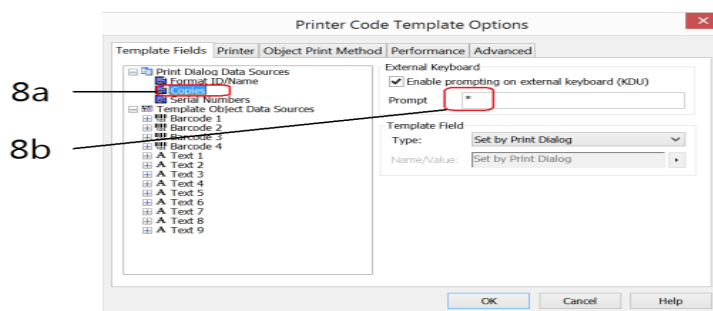 Printer Code Template Options
Template Fields Printer Object Print Method Performance Advanced
Print Dialog Data Sources
Format ID/Name
Copies
Serial Numbers
Template Object Data Sources
Barcode 1
Barcode 2
Barcode 3
Barcode 4
A Text 1
A Text 2
A Text 3
A Text 4
A Text 5
A Text 6
A Text 7
A Text 8
A Text 9
External Keyboard
Enable prompting on external keyboard (KDU)
Prompt *
Template Field
Type: Set by Print Dialog
Name/Value: Set by Print Dialog
OK Cancel Help
8a
8b